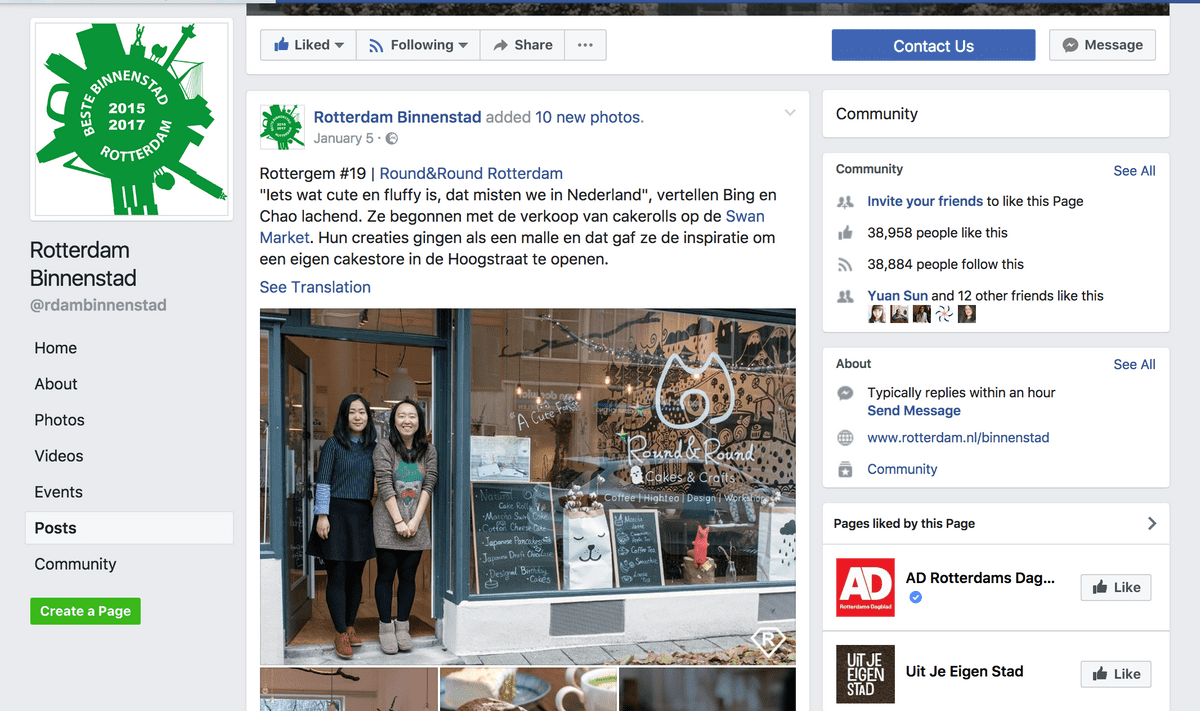 BESTE BINNENSTAD
2015
2017
ROTTERDAM
Rotterdam
Binnenstad
@rdambinnenstad
Home
About
Photos
Videos
Events
Posts
Community
Create a Page
Liked
Following
Share
Contact Us
Message
Rotterdam Binnenstad added 10 new photos.
January 5 ·
Rottergem #19 | Round&Round Rotterdam
"Iets wat cute en fluffy is, dat misten we in Nederland", vertellen Bing en
Chao lachend. Ze begonnen met de verkoop van cakerolls op de Swan
Market. Hun creaties gingen als een malle en dat gaf ze de inspiratie om
een eigen cakestore in de Hoogstraat te openen.
See Translation
A Cute
Round & Round
Cakes & Crafts
Coffee | Hightea | Design | Workshops
Natural
Cake Rolls
Matcha Swirl Cake
Cotton Cheese Cake
Japanese Pancakes
Japanese Draft Chocolate
Designed Birthday
Cakes
Matcha
Latte
Coffee Tea
Smoothie
R
Community
Community
See All
Invite your friends to like this Page
38,958 people like this
38,884 people follow this
Yuan Sun and 12 other friends like this
About
See All
Typically replies within an hour
Send Message
www.rotterdam.nl/binnenstad
Community
Pages liked by this Page
AD
Rotterdams Dagblad
AD Rotterdams Dag...
Like
UIT JE
EIGEN
STAD
Uit Je Eigen Stad
Like